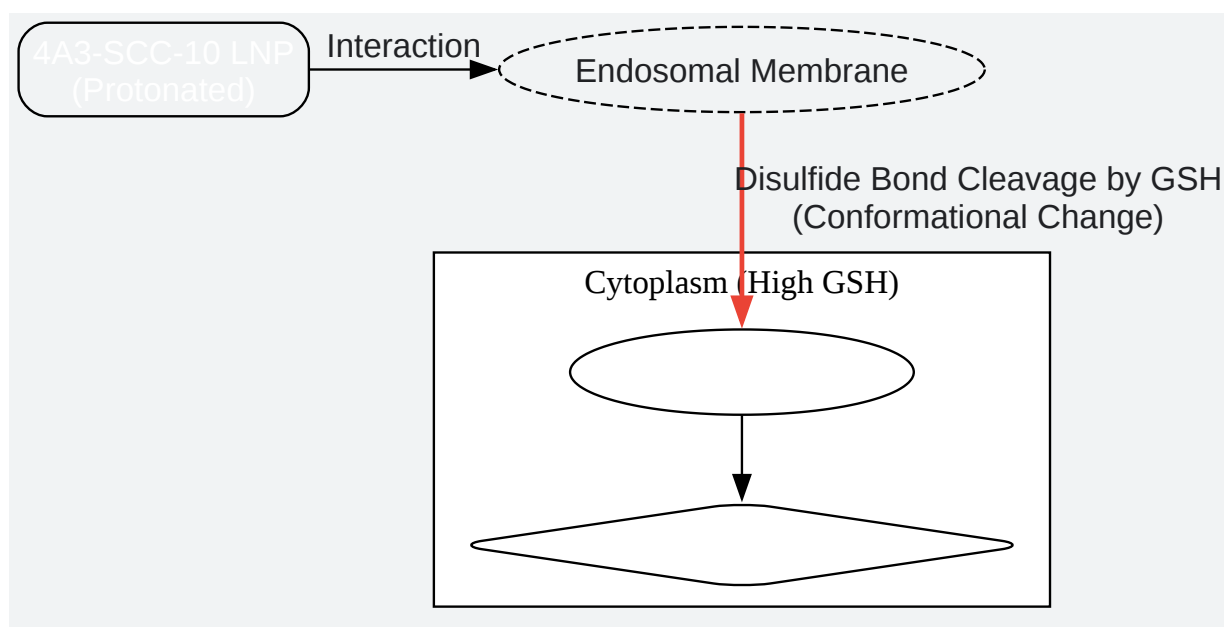 4A3-SCC-10 LNP
(Protonated)
Interaction
Endosomal Membrane
Disulfide Bond Cleavage by GSH
(Conformational Change)
Cytoplasm (High GSH)